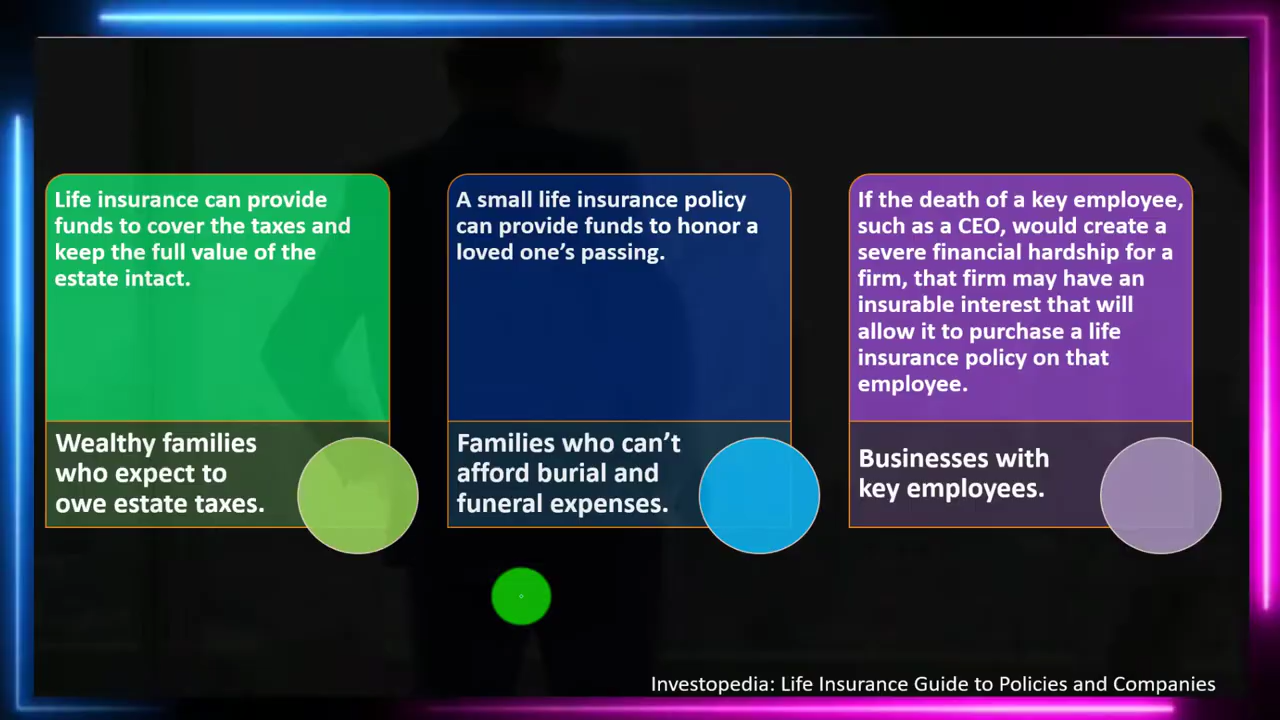 Life insurance can provide
funds to cover the taxes and
keep the full value of the
estate intact.
Wealthy families
who expect to
owe estate taxes.
A small life insurance policy
can provide funds to honor a
loved one’s passing.
Families who can’t
afford burial and
funeral expenses.
If the death of a key employee,
such as a CEO, would create a
severe financial hardship for a
firm, that firm may have an
insurable interest that will
allow it to purchase a life
insurance policy on that
employee.
Businesses with
key employees.
Investopedia: Life Insurance Guide to Policies and Companies